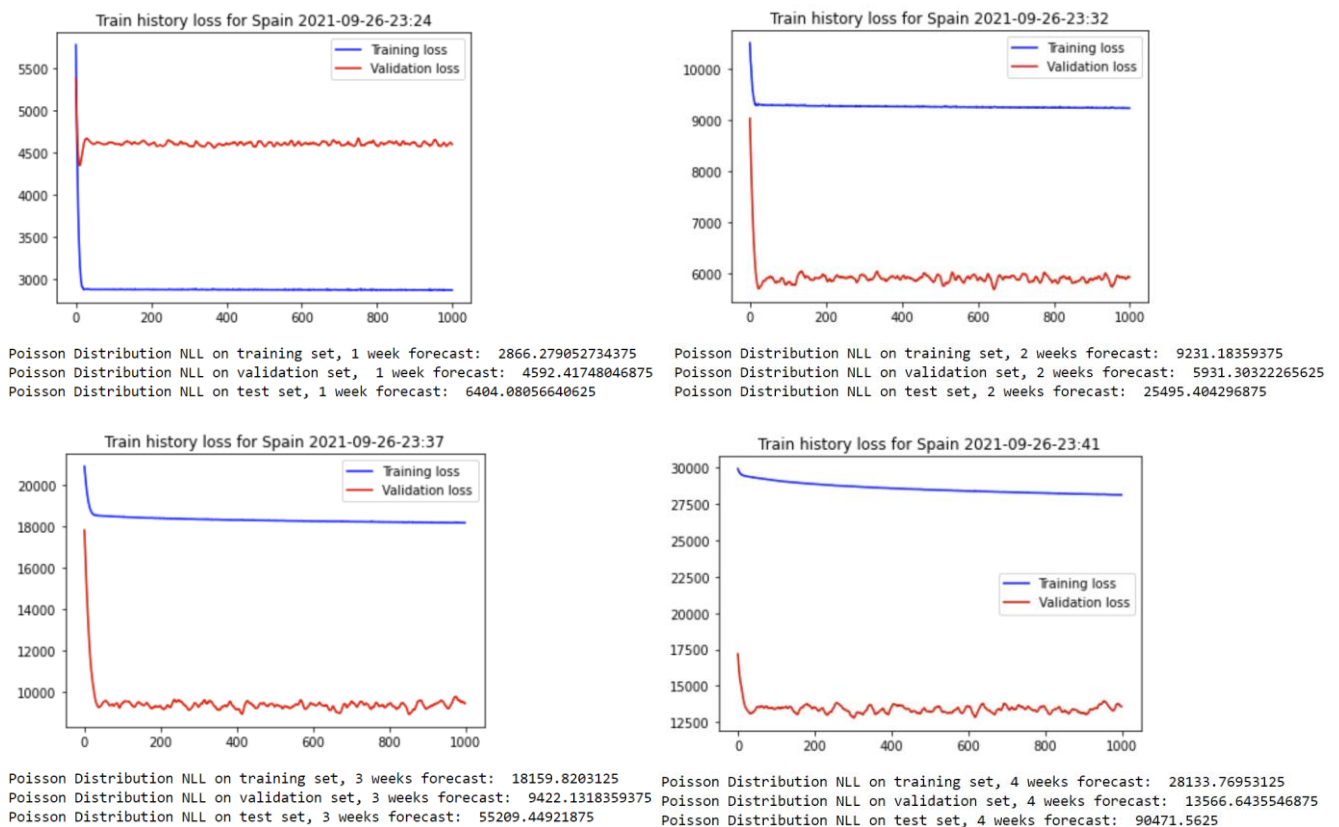 Train history loss for Spain 2021-09-26-23:24
Training loss
Validation loss
5500
5000
4500
4000
3500
3000
0 200 400 600 800 1000
Poisson Distribution NLL on training set, 1 week forecast: 2866.279052734375
Poisson Distribution NLL on validation set, 1 week forecast: 4592.41748046875
Poisson Distribution NLL on test set, 1 week forecast: 6404.08056640625
Train history loss for Spain 2021-09-26-23:32
Training loss
Validation loss
10000
9000
8000
7000
6000
0 200 400 600 800 1000
Poisson Distribution NLL on training set, 2 weeks forecast: 9231.18359375
Poisson Distribution NLL on validation set, 2 weeks forecast: 5931.30322265625
Poisson Distribution NLL on test set, 2 weeks forecast: 25495.404296875
Train history loss for Spain 2021-09-26-23:37
Training loss
Validation loss
20000
18000
16000
14000
12000
10000
0 200 400 600 800 1000
Poisson Distribution NLL on training set, 3 weeks forecast: 18159.8203125
Poisson Distribution NLL on validation set, 3 weeks forecast: 9422.1318359375
Poisson Distribution NLL on test set, 3 weeks forecast: 55209.44921875
Train history loss for Spain 2021-09-26-23:41
30000
27500
25000
22500
20000
17500
15000
12500
Training loss
Validation loss
0 200 400 600 800 1000
Poisson Distribution NLL on training set, 4 weeks forecast: 28133.76953125
Poisson Distribution NLL on validation set, 4 weeks forecast: 13566.6435546875
Poisson Distribution NLL on test set, 4 weeks forecast: 90471.5625